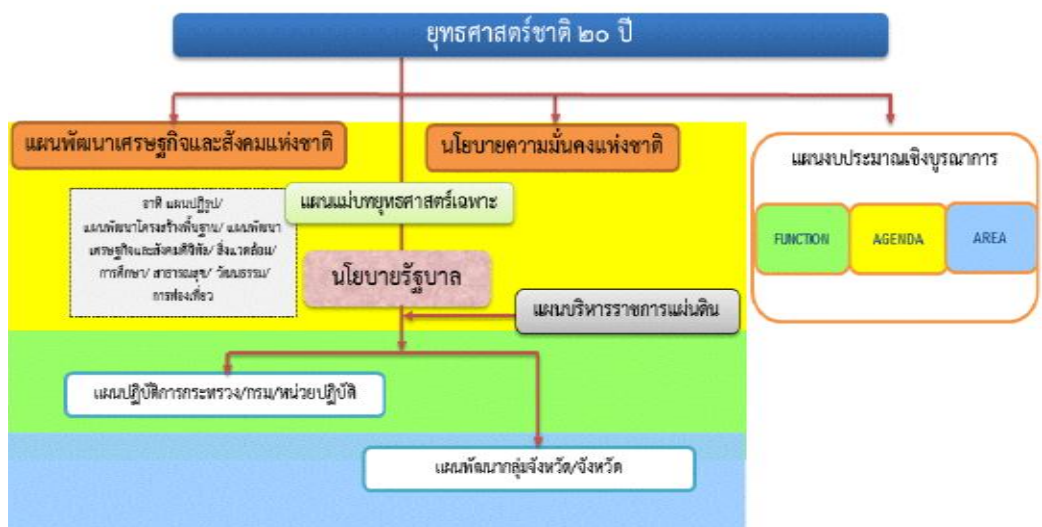 ยุทธศาสตร์ชาติ ๒๐ ปี
แผนพัฒนาเศรษฐกิจและสังคมแห่งชาติ
นโยบายความมั่นคงแห่งชาติ
แผนงบประมาณเชิงบูรณาการ
FUNCTION
AGENDA
AREA
แผนแม่บทยุทธศาสตร์เฉพาะ
อาทิ แผนปฏิรูป/
แผนพัฒนาโครงสร้างพื้นฐาน/ แผนพัฒนา
เศรษฐกิจและสังคมดิจิทัล/ สิ่งแวดล้อม/
การศึกษา/ สาธารณสุข/ วัฒนธรรม/
การท่องเที่ยว
นโยบายรัฐบาล
แผนบริหารราชการแผ่นดิน
แผนปฏิบัติการกระทรวง/กรม/หน่วยปฏิบัติ
แผนพัฒนากลุ่มจังหวัด/จังหวัด